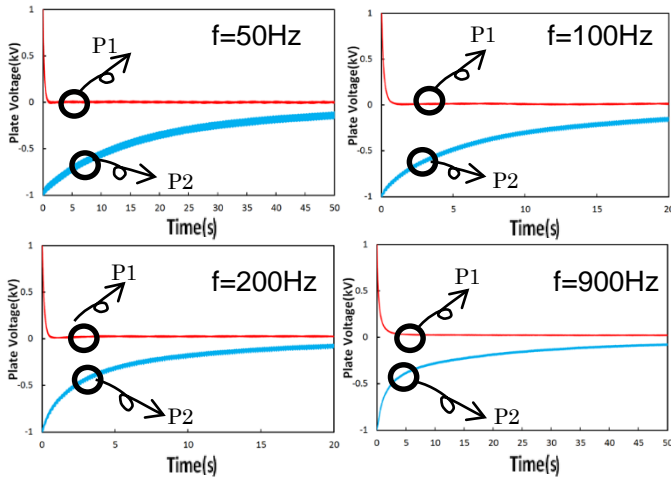 f=50Hz
P1
P2
Plate Voltage(kV)
1
0.5
0
-0.5
-1
0 5 10 15 20 25 30 35 40 45 50
Time(s)
f=100Hz
P1
P2
Plate Voltage(kV)
1
0.5
0
-0.5
-1
0 5 10 15 20
Time(s)
f=200Hz
P1
P2
Plate Voltage(kV)
1
0.5
0
-0.5
-1
0 5 10 15 20
Time(s)
f=900Hz
P1
P2
Plate Voltage(kV)
1
0.5
0
-0.5
-1
0 5 10 15 20 25 30 35 40 45 50
Time(s)